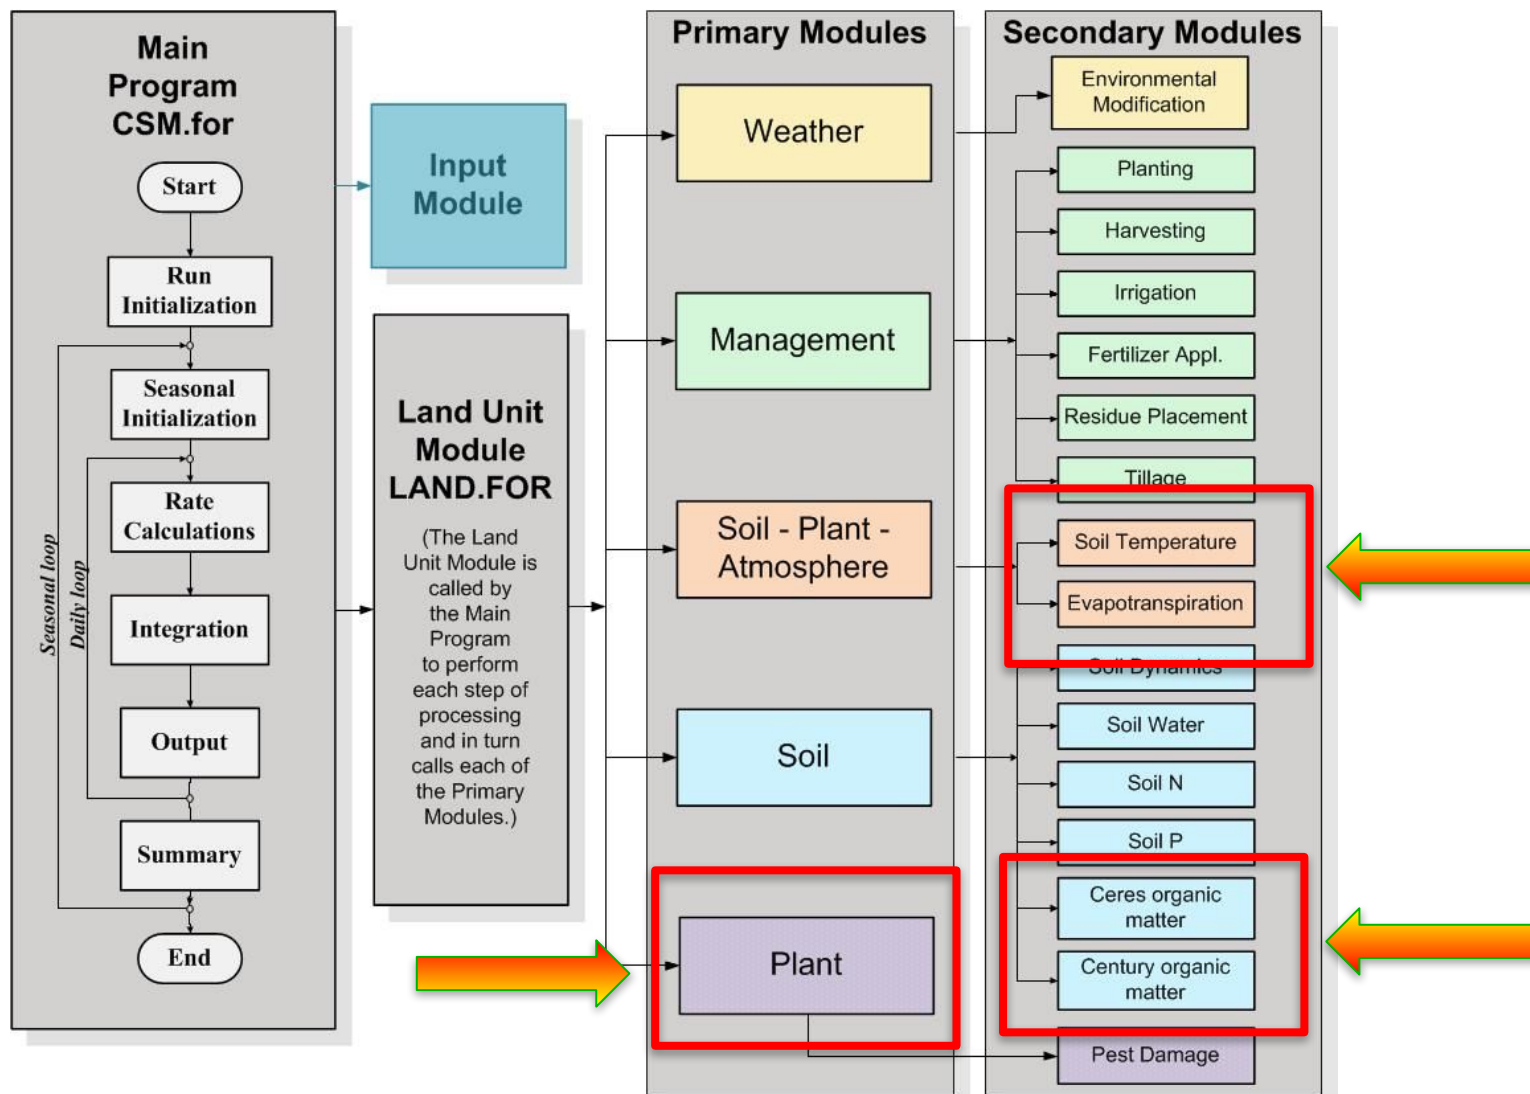 Main
Program
CSM.for
Start
Run
Initialization
Seasonal
Initialization
Rate
Calculations
Integration
Output
Summary
End
Seasonal loop
Daily loop
Input
Module
Land Unit
Module
LAND.FOR
(The Land
Unit Module is
called by
the Main
Program
to perform
each step of
processing
and in turn
calls each of
the Primary
Modules.)
Primary Modules
Weather
Management
Soil - Plant -
Atmosphere
Soil
Plant
Secondary Modules
Environmental
Modification
Planting
Harvesting
Irrigation
Fertilizer Appl.
Residue Placement
Tillage
Soil Temperature
Evapotranspiration
Soil Dynamics
Soil Water
Soil N
Soil P
Ceres organic
matter
Century organic
matter
Pest Damage